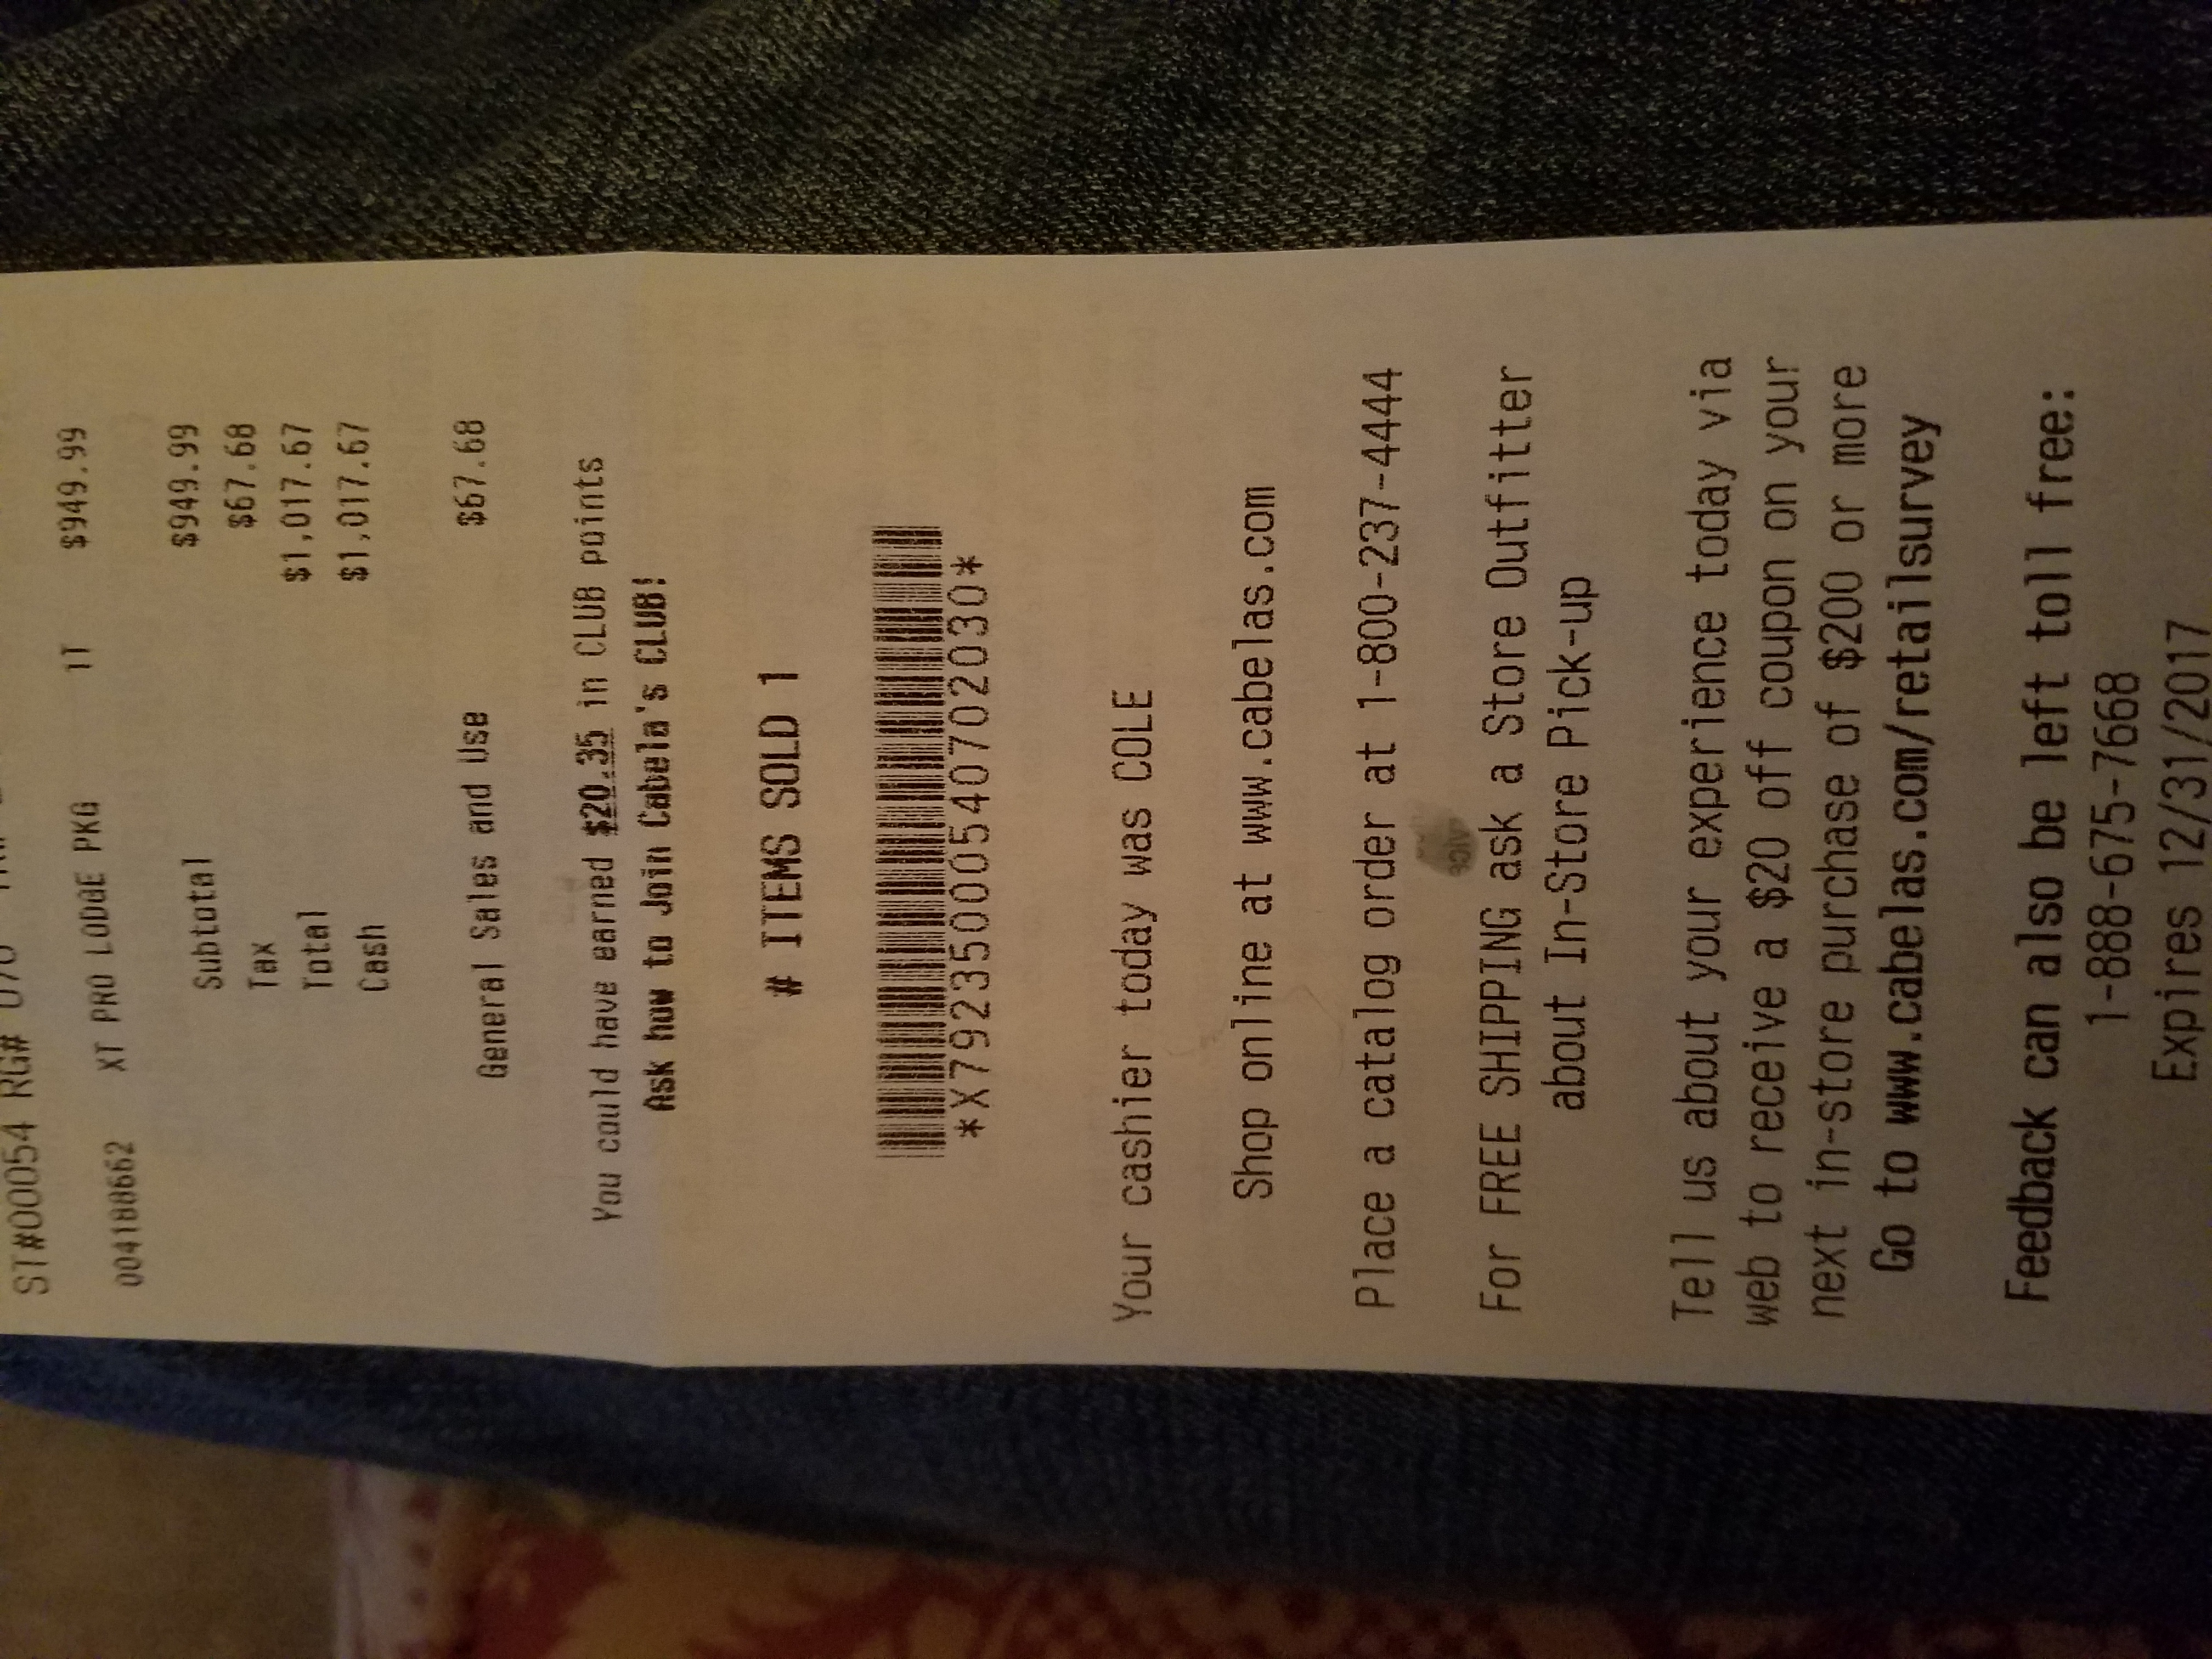 ST#00054 RG# 070
004188662 XT PRO LODGE PKG 1T $949.99
Subtotal $949.99
Tax $67.68
Total $1,017.67
Cash $1,017.67
General Sales and Use $67.68
You could have earned $20.35 in CLUB points
Ask how to Join Cabela's CLUB!
# ITEMS SOLD 1
*X79235000540702030*
Your cashier today was COLE
Shop online at www.cabelas.com
Place a catalog order at 1-800-237-4444
For FREE SHIPPING ask a Store Outfitter
about In-Store Pick-up
Tell us about your experience today via
web to receive a $20 off coupon on your
next in-store purchase of $200 or more
Go to www.cabelas.com/retailsurvey
Feedback can also be left toll free:
1-888-675-7668
Expires 12/31/2017